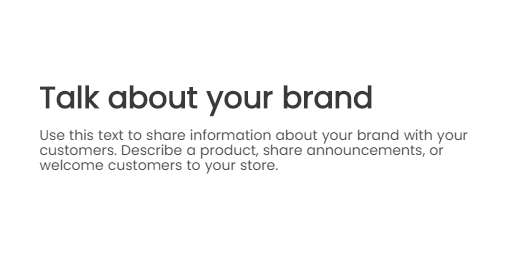 Talk about your brand
Use this text to share information about your brand with your
customers. Describe a product, share announcements, or
welcome customers to your store.